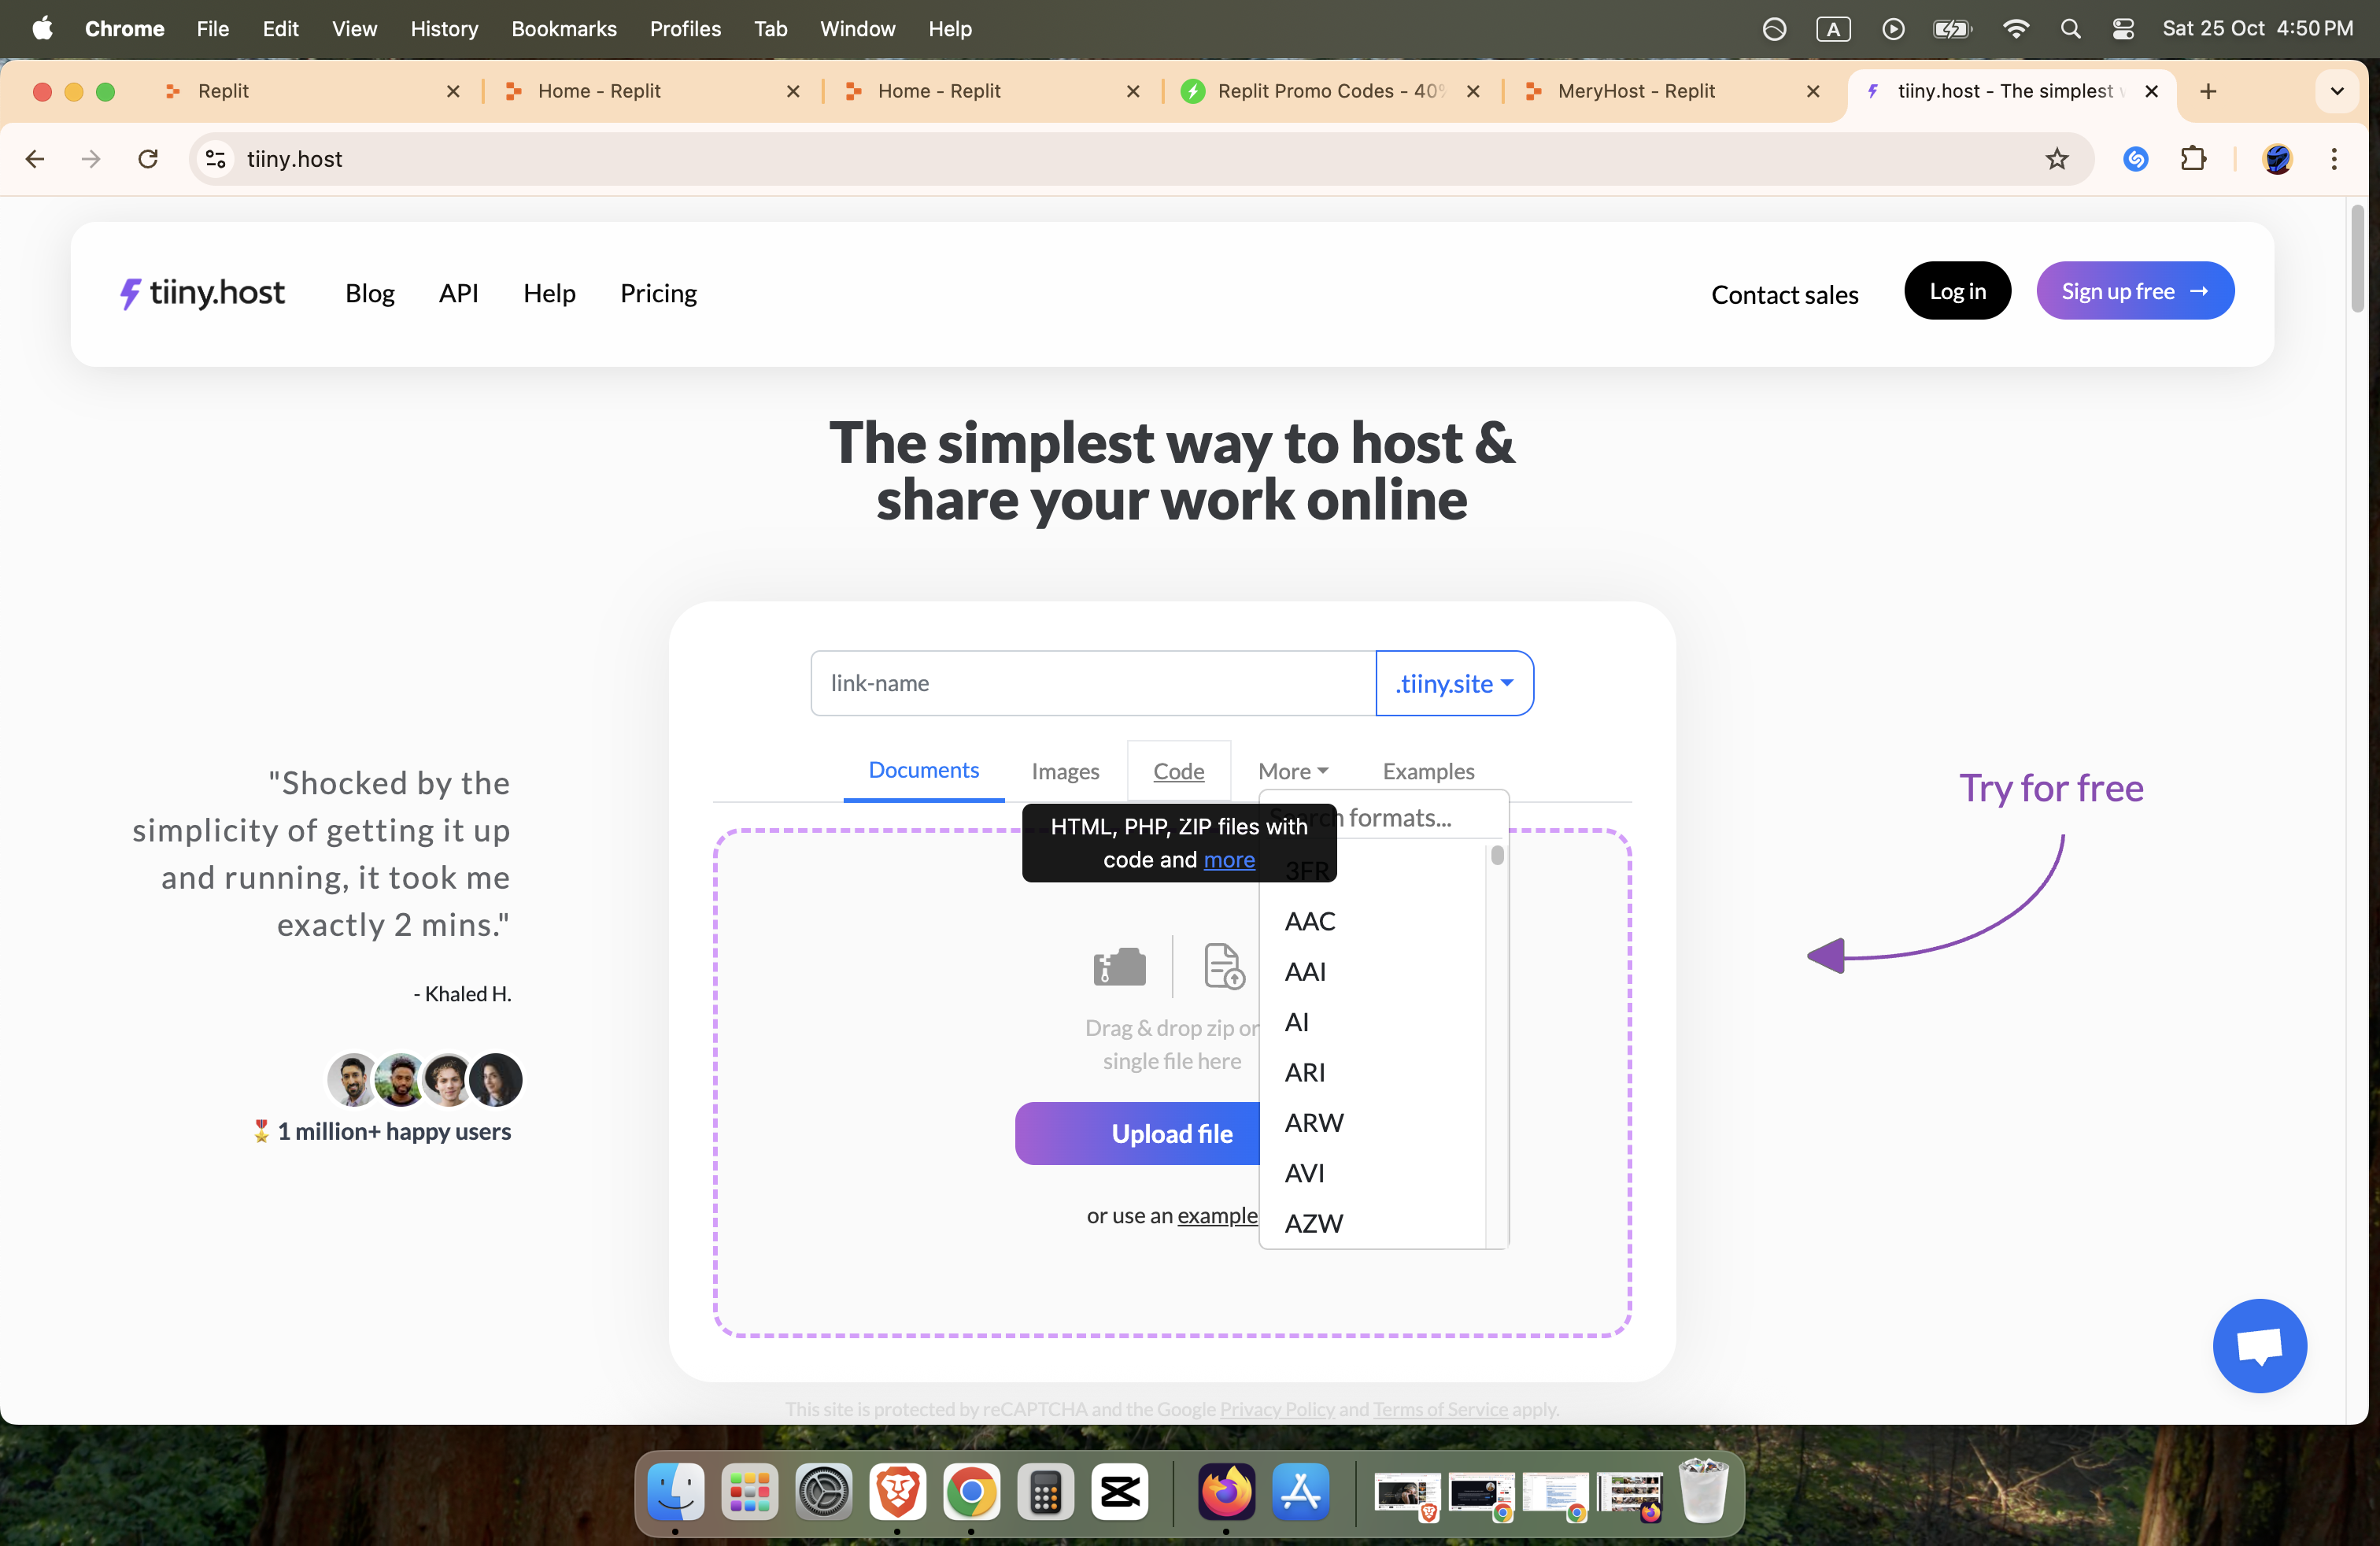 Chrome File Edit View History Bookmarks Profiles Tab Window Help
A
Sat 25 Oct 4:50 PM
Replit
Home - Replit
Home - Replit
Replit Promo Codes - 40%
MeryHost - Replit
tiiny.host - The simplest
tiiny.host
tiiny.host
Blog
API
Help
Pricing
Contact sales
Log in
Sign up free →
The simplest way to host &
share your work online
link-name
.tiiny.site
Documents
Images
Code
More
Examples
HTML, PHP, ZIP files with
code and more
Search formats...
3FR
AAC
AAI
AI
ARI
ARW
AVI
AZW
Drag & drop zip or
single file here
Upload file
or use an example
"Shocked by the
simplicity of getting it up
and running, it took me
exactly 2 mins."
- Khaled H.
1 million+ happy users
Try for free
This site is protected by reCAPTCHA and the Google Privacy Policy and Terms of Service apply.